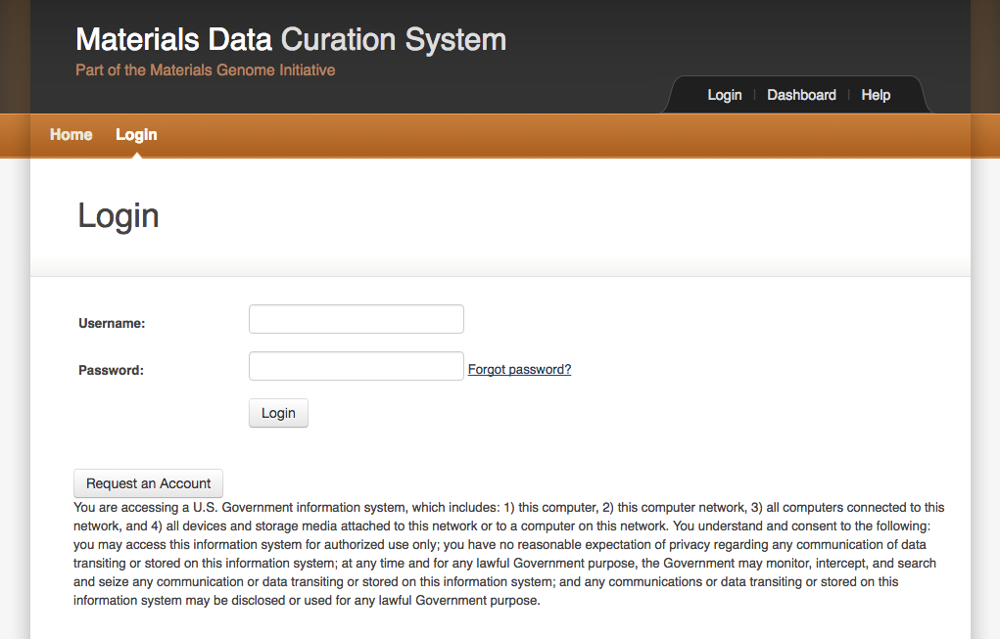 Materials Data Curation System
Part of the Materials Genome Initiative
Login | Dashboard | Help
Home Login
Login
Username:
Password: Forgot password?
Login
Request an Account
You are accessing a U.S. Government information system, which includes: 1) this computer, 2) this computer network, 3) all computers connected to this
network, and 4) all devices and storage media attached to this network or to a computer on this network. You understand and consent to the following:
you may access this information system for authorized use only; you have no reasonable expectation of privacy regarding any communication of data
transiting or stored on this information system; at any time and for any lawful Government purpose, the Government may monitor, intercept, and search
and seize any communication or data transiting or stored on this information system; and any communications or data transiting or stored on this
information system may be disclosed or used for any lawful Government purpose.